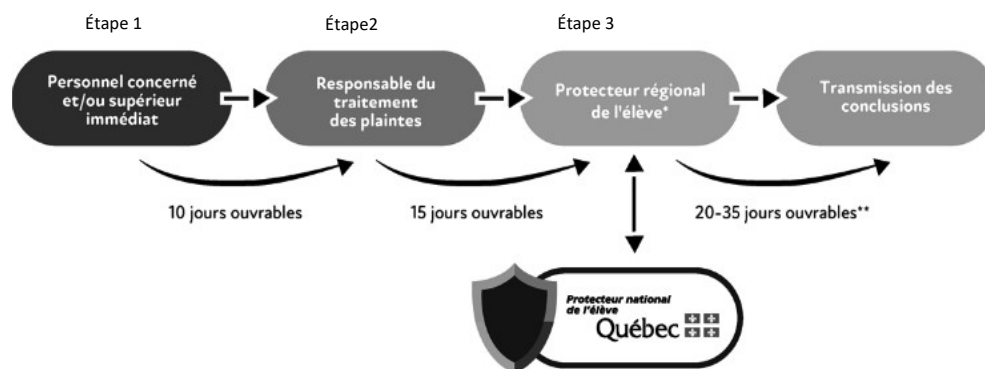 Étape 1
Étape2
Étape 3
Personnel concerné
et/ou supérieur
immédiat
Responsable du
traitement
des plaintes
Protecteur régional
de l'élève*
Transmission des
conclusions
10 jours ouvrables
15 jours ouvrables
20-35 jours ouvrables**
Protecteur national
de l'élève
Québec